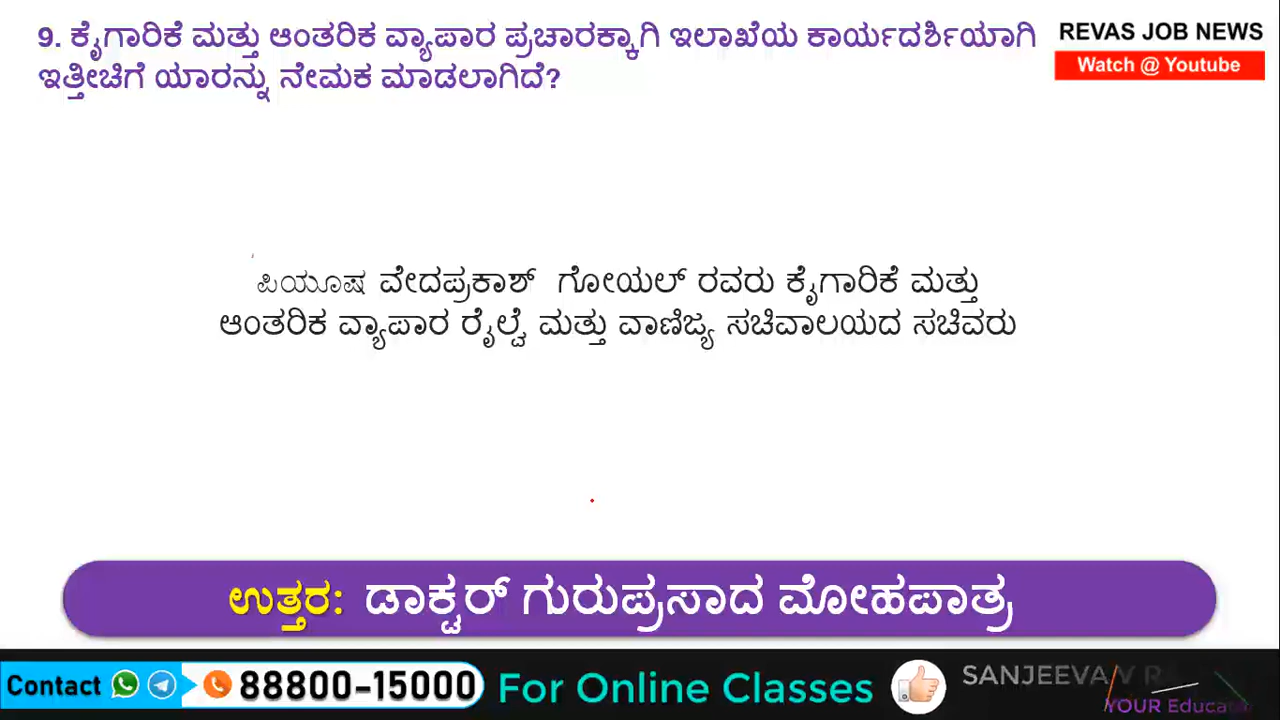 9. ಕೈಗಾರಿಕೆ ಮತ್ತು ಆಂತರಿಕ ವ್ಯಾಪಾರ ಪ್ರಚಾರಕ್ಕಾಗಿ ಇಲಾಖೆಯ ಕಾರ್ಯದರ್ಶಿಯಾಗಿ
ಇತ್ತೀಚಿಗೆ ಯಾರನ್ನು ನೇಮಕ ಮಾಡಲಾಗಿದೆ?
REVAS JOB NEWS
Watch @ Youtube
ಪಿಯೂಷ ವೇದಪ್ರಕಾಶ್ ಗೋಯಲ್ ರವರು ಕೈಗಾರಿಕೆ ಮತ್ತು
ಆಂತರಿಕ ವ್ಯಾಪಾರ ರೈಲ್ವೆ ಮತ್ತು ವಾಣಿಜ್ಯ ಸಚಿವಾಲಯದ ಸಚಿವರು
ಉತ್ತರ: ಡಾಕ್ಟರ್ ಗುರುಪ್ರಸಾದ ಮೋಹಪಾತ್ರ
Contact 88800-15000 For Online Classes
SANJEEVA V R
YOUR